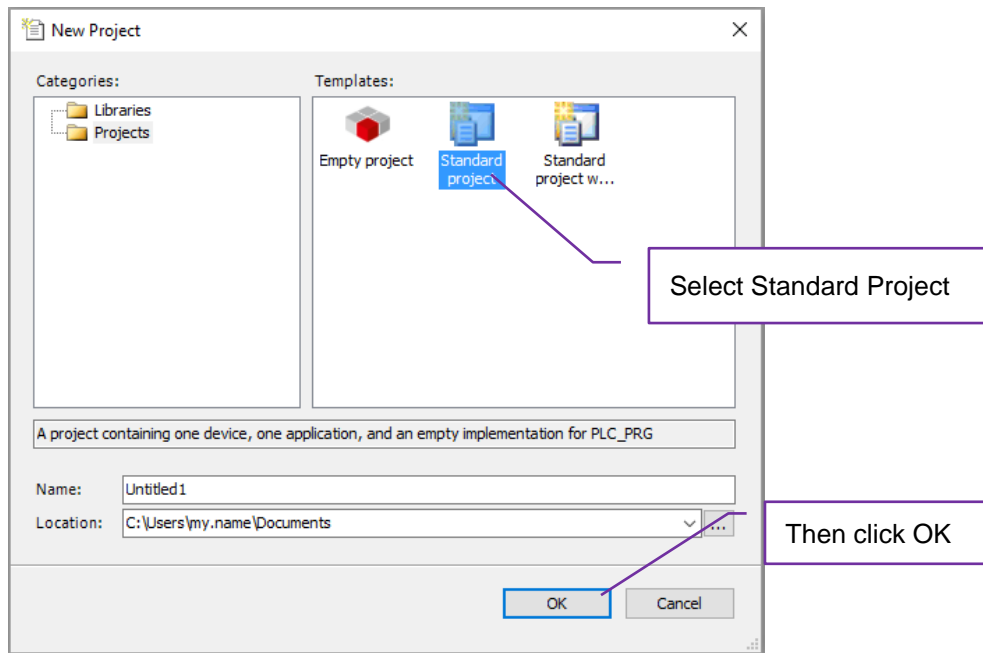 New Project
Categories:
Templates:
Libraries
Projects
Empty project
Standard
project
Standard
project w...
Select Standard Project
A project containing one device, one application, and an empty implementation for PLC_PRG
Name:
Untitled1
Location:
C:\Users\my.name\Documents
...
Then click OK
OK
Cancel